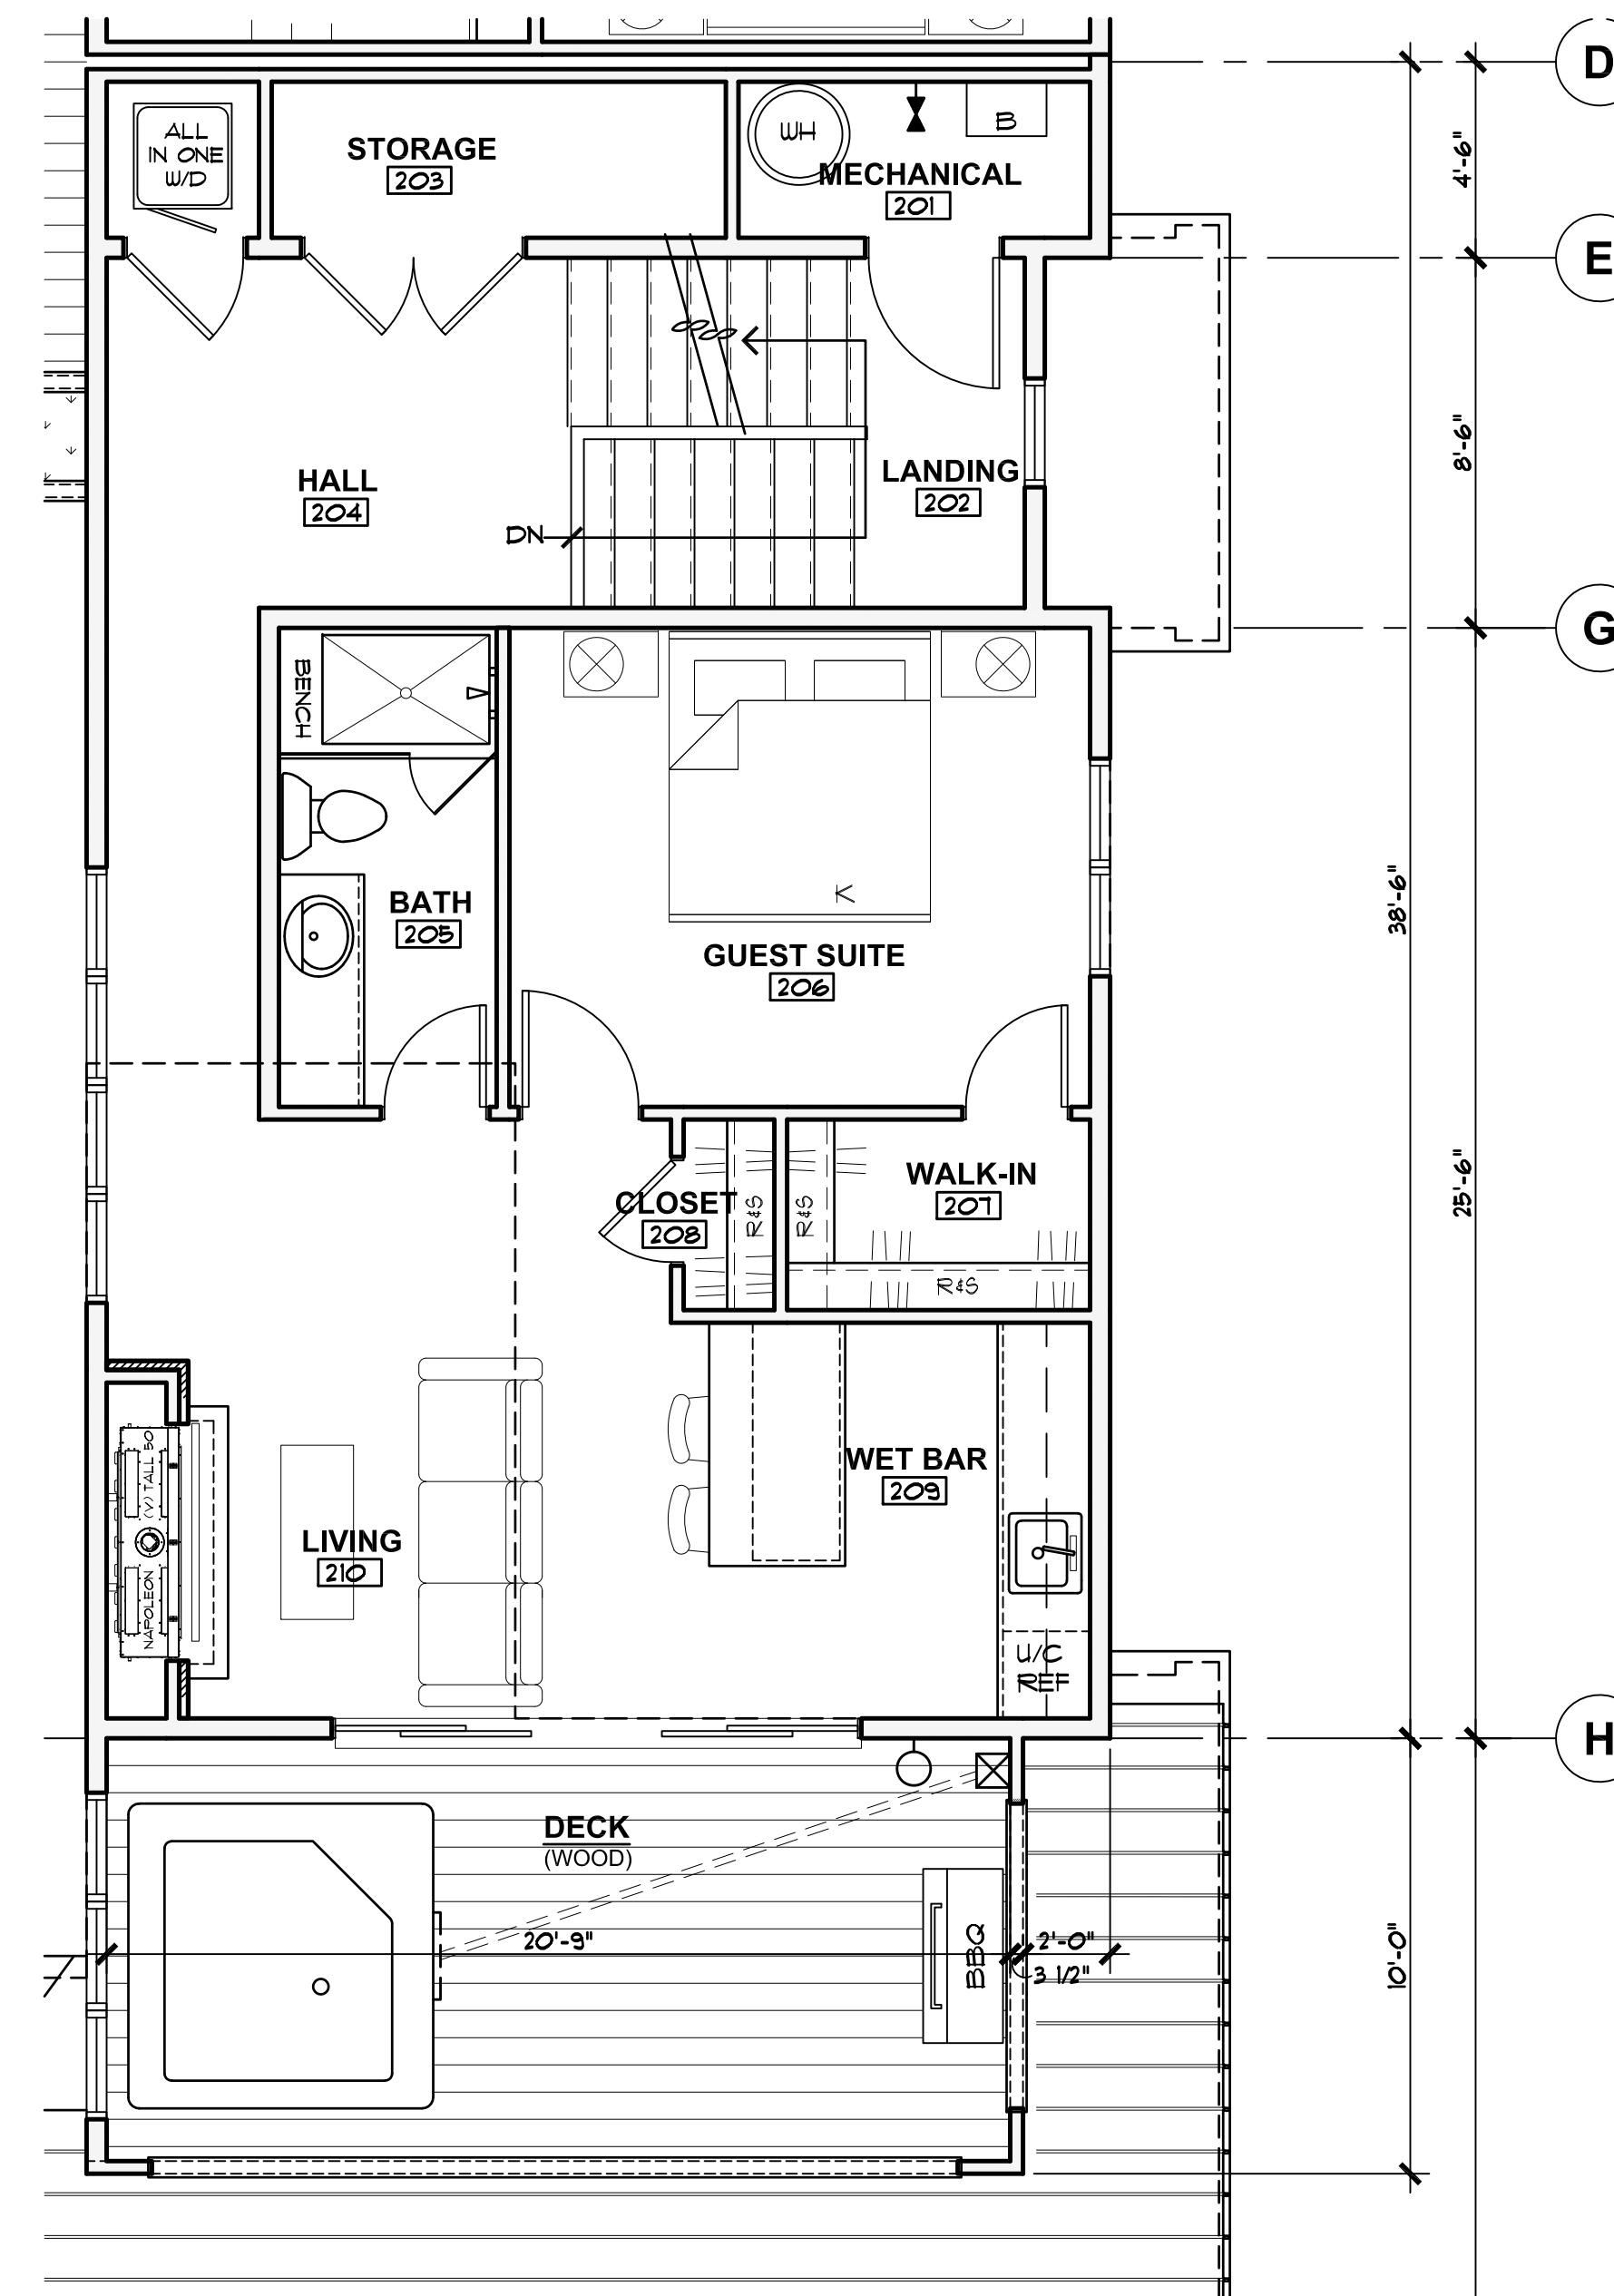 D
ALL
IN ONE
W/D
STORAGE
203
WH
B
MECHANICAL
201
4'-6"
E
HALL
204
LANDING
202
8'-6"
DN
G
BENCH
BATH
205
K
GUEST SUITE
206
38'-6"
25'-6"
CLOSET
208
R&S
R&S
WALK-IN
207
R&S
WET BAR
209
NAPOLEON (V) TALL 50
LIVING
210
U/C
REF
H
DECK
(WOOD)
20'-9"
BBQ
2'-0"
3 1/2"
10'-0"